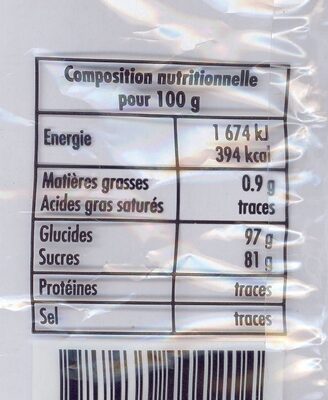 Composition nutritionnelle
pour 100 g
Energie 1 674 kJ
394 kcal
Matières grasses 0.9 g
Acides gras saturés traces
Glucides 97 g
Sucres 81 g
Protéines traces
Sel traces